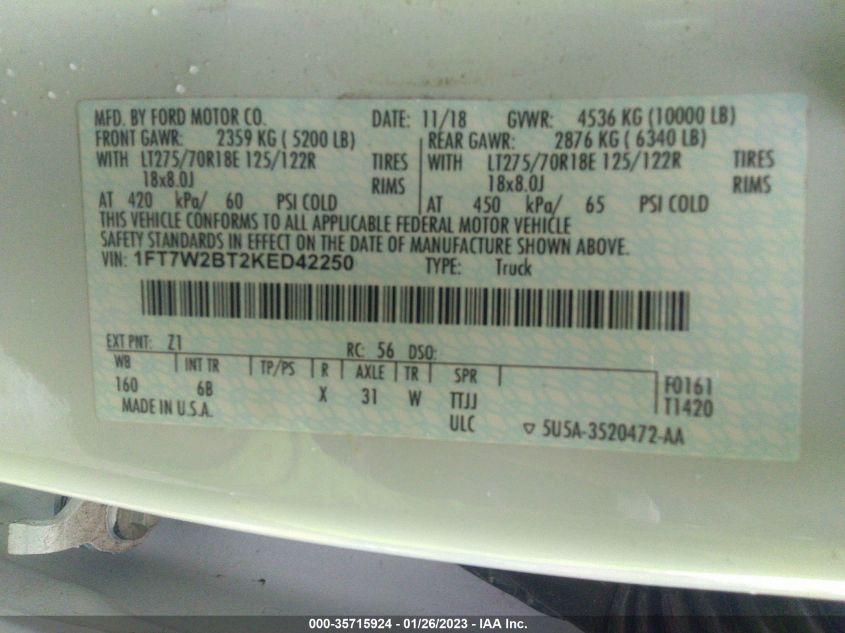 MFD. BY FORD MOTOR CO. DATE: 11/18 GVWR: 4536 KG (10000 LB)
FRONT GAWR: 2359 KG ( 5200 LB) REAR GAWR: 2876 KG ( 6340 LB)
WITH LT275/70R18E 125/122R TIRES WITH LT275/70R18E 125/122R TIRES
18x8.0J RIMS 18x8.0J RIMS
AT 420 kPa/ 60 PSI COLD AT 450 kPa/ 65 PSI COLD
THIS VEHICLE CONFORMS TO ALL APPLICABLE FEDERAL MOTOR VEHICLE
SAFETY STANDARDS IN EFFECT ON THE DATE OF MANUFACTURE SHOWN ABOVE.
VIN: 1FT7W2BT2KED42250 TYPE: Truck
EXT PNT: Z1 RC: 56 DSO:
WB INT TR TP/PS R AXLE TR SPR
160 6B X 31 W TTJJ F0161
MADE IN U.S.A. ULC T1420
5U5A-3520472-AA
000-35715924 - 01/26/2023 - IAA Inc.